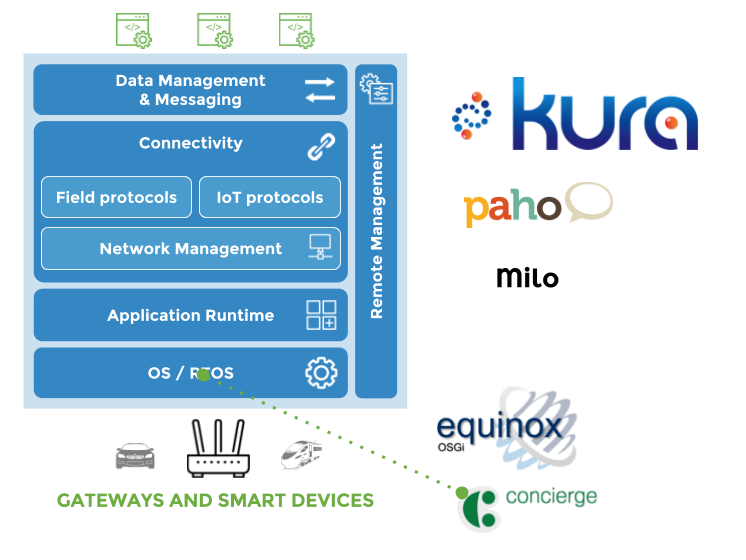 </>
</>
</>
Data Management
& Messaging
Connectivity
Field protocols
IoT protocols
Network Management
Application Runtime
OS / RTOS
Remote Management
GATEWAYS AND SMART DEVICES
kura
paho
milo
equinox
OSGi
concierge